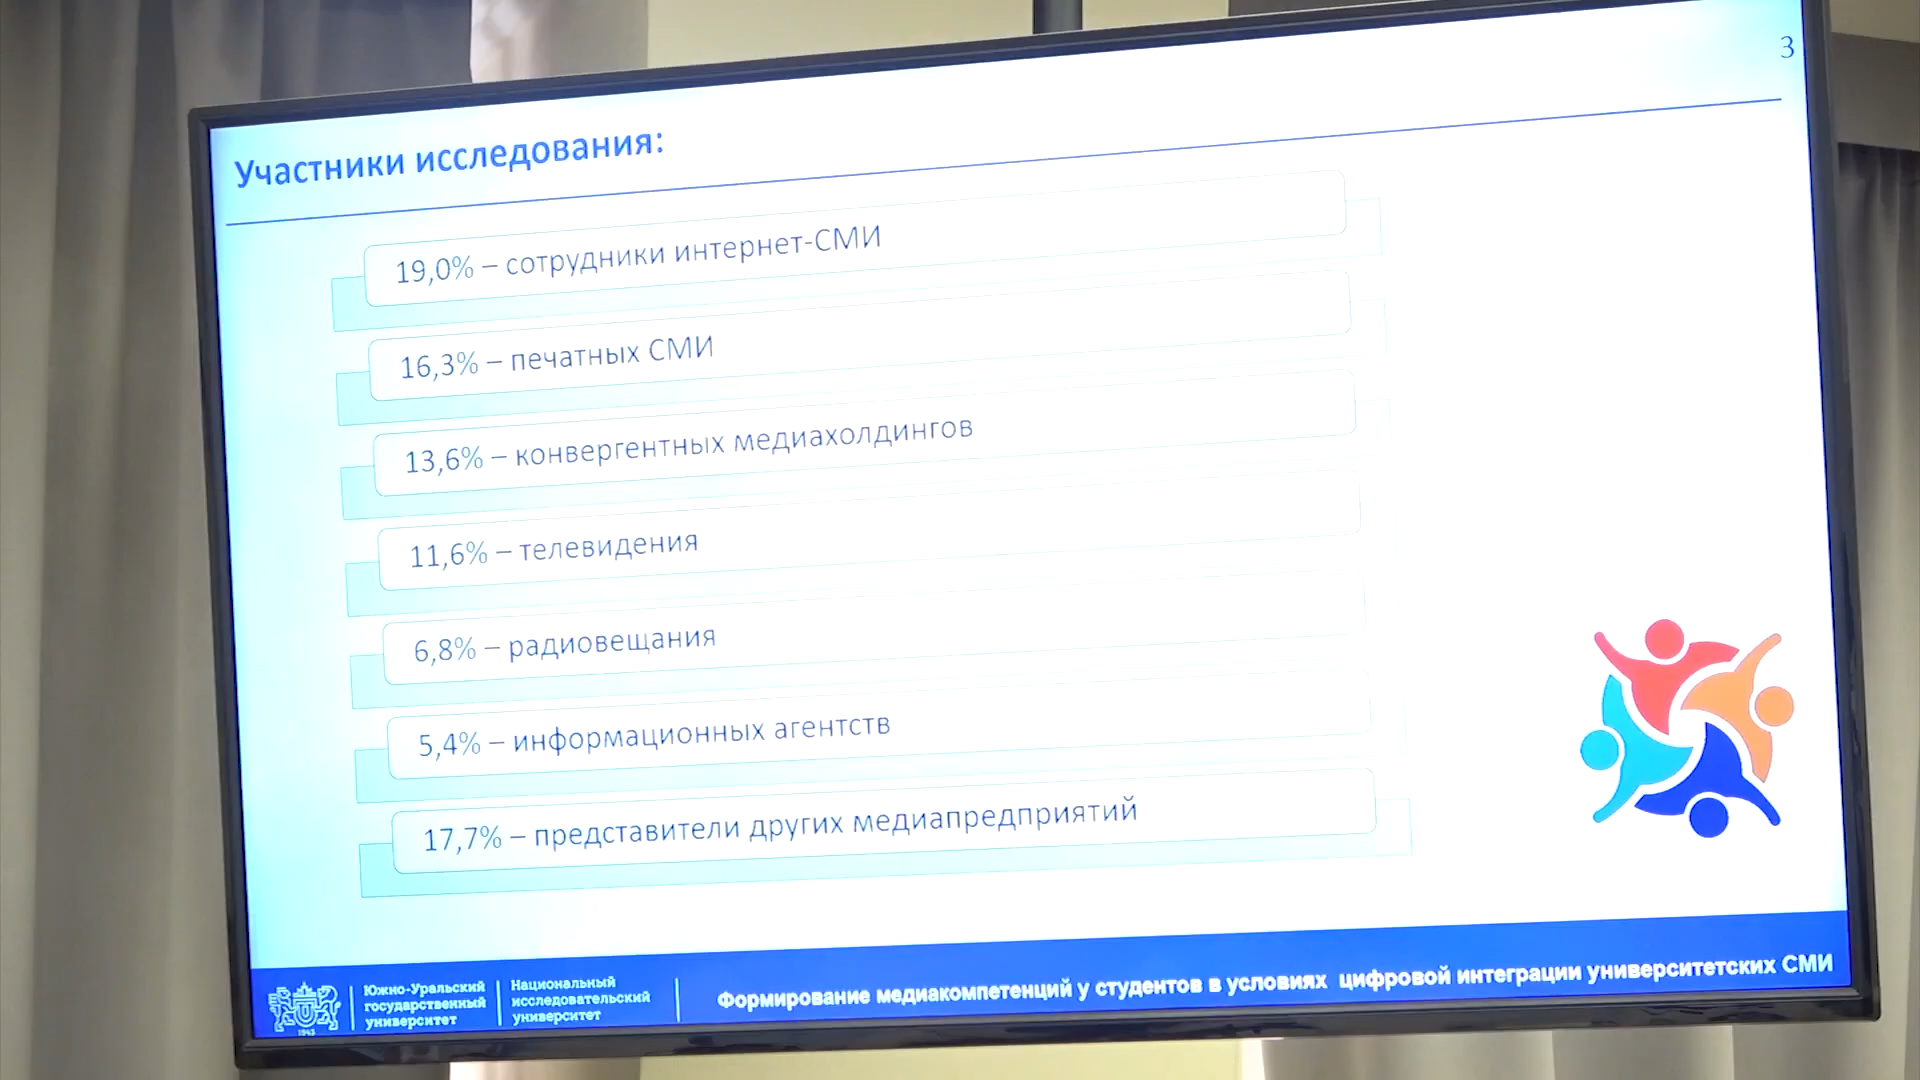 3
Участники исследования:
19,0% – сотрудники интернет-СМИ
16,3% – печатных СМИ
13,6% – конвергентных медиахолдингов
11,6% – телевидения
6,8% – радиовещания
5,4% – информационных агентств
17,7% – представители других медиапредприятий
Южно-Уральский
государственный
университет
Национальный
исследовательский
университет
Формирование медиакомпетенций у студентов в условиях цифровой интеграции университетских СМИ
1943